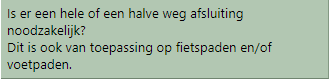 Is er een hele of een halve weg afsluiting
noodzakelijk?
Dit is ook van toepassing op fietspaden en/of
voetpaden.